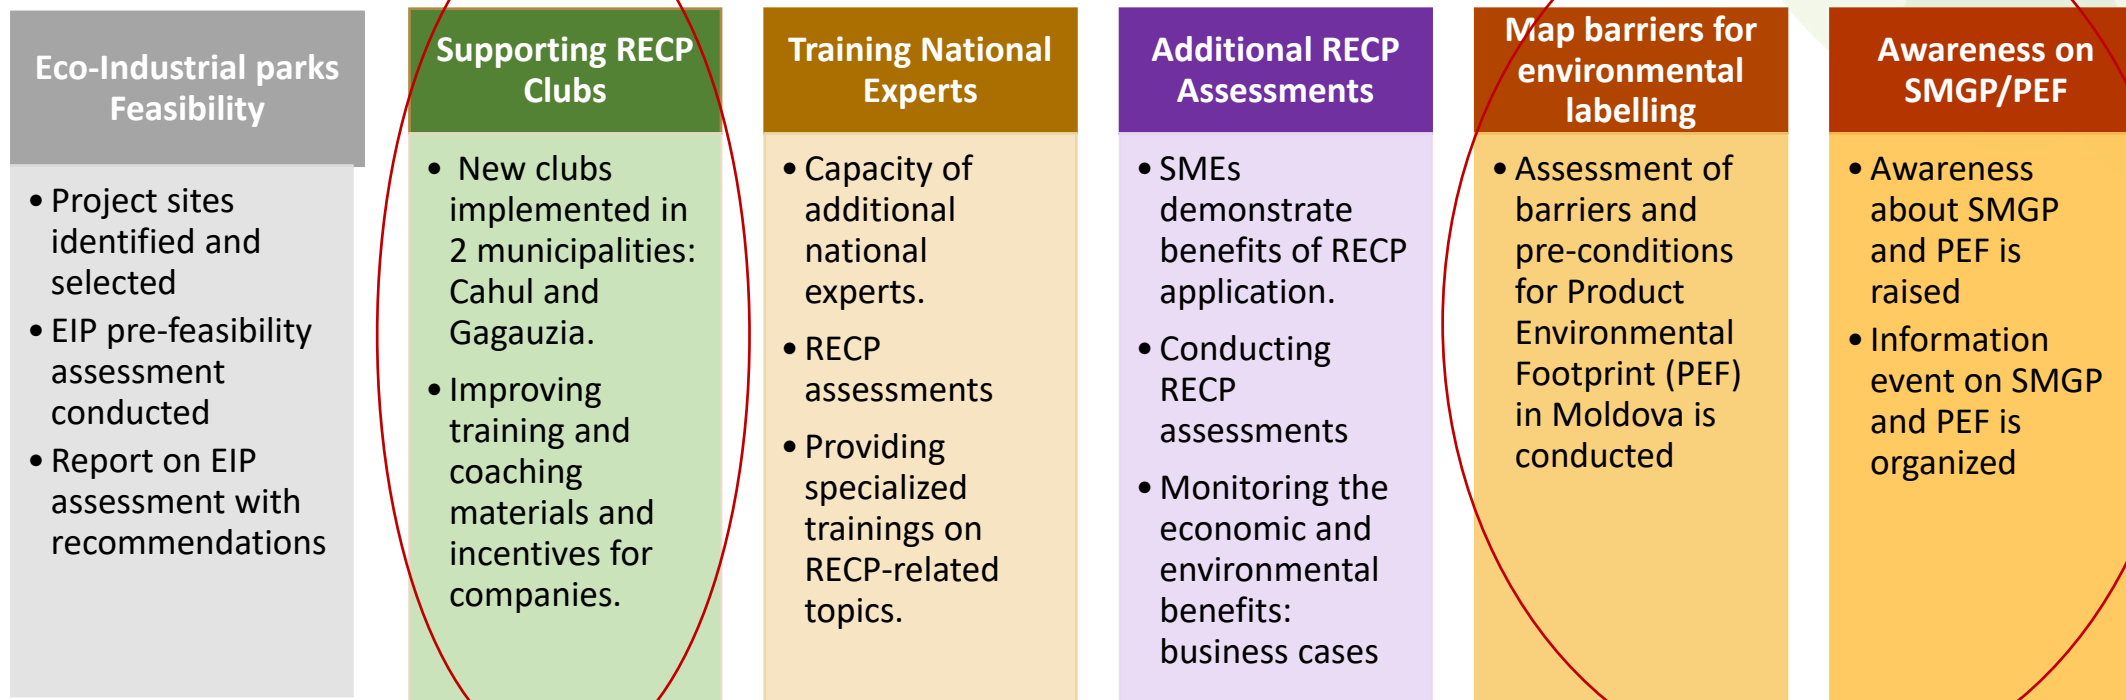 Eco-Industrial parks
Feasibility
• Project sites
identified and
selected
• EIP pre-feasibility
assessment
conducted
• Report on EIP
assessment with
recommendations
Supporting RECP
Clubs
• New clubs
implemented in
2 municipalities:
Cahul and
Gagauzia.
• Improving
training and
coaching
materials and
incentives for
companies.
Training National
Experts
• Capacity of
additional
national
experts.
• RECP
assessments
• Providing
specialized
trainings on
RECP-related
topics.
Additional RECP
Assessments
• SMEs
demonstrate
benefits of RECP
application.
• Conducting
RECP
assessments
• Monitoring the
economic and
environmental
benefits:
business cases
Map barriers for
environmental
labelling
• Assessment of
barriers and
pre-conditions
for Product
Environmental
Footprint (PEF)
in Moldova is
conducted
Awareness on
SMGP/PEF
• Awareness
about SMGP
and PEF is
raised
• Information
event on SMGP
and PEF is
organized